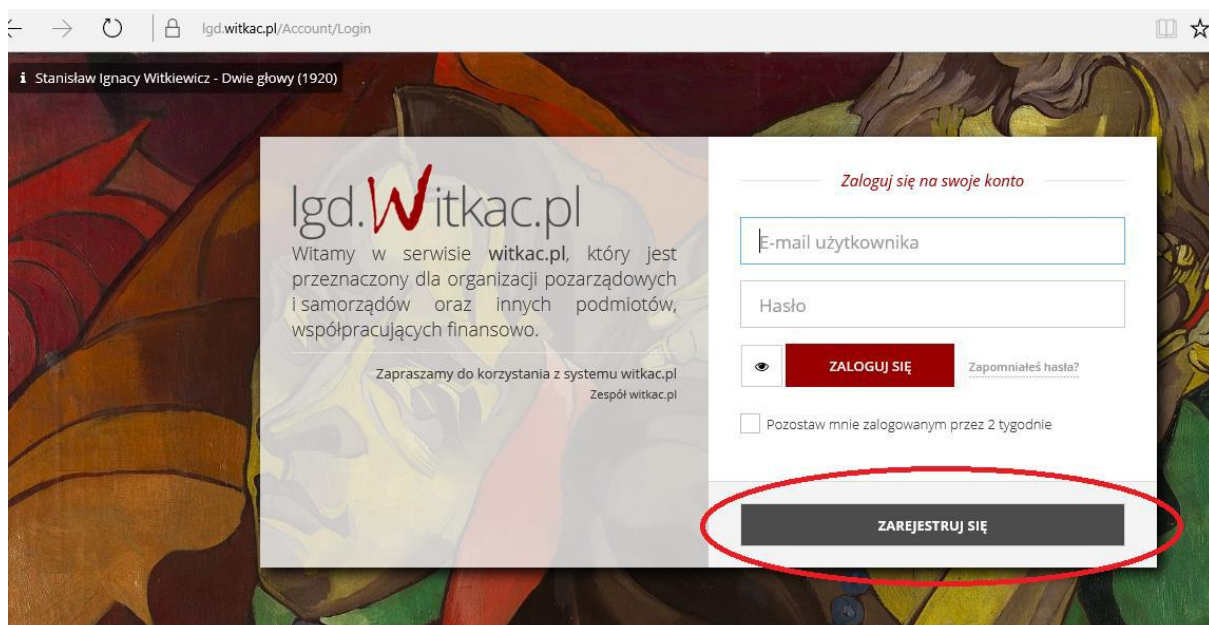 lgd.witkac.pl/Account/Login
i Stanisław Ignacy Witkiewicz - Dwie głowy (1920)
lgd.Witkac.pl
Witamy w serwisie witkac.pl, który jest
przeznaczony dla organizacji pozarządowych
i samorządów oraz innych podmiotów,
współpracujących finansowo.
Zapraszamy do korzystania z systemu witkac.pl
Zespół witkac.pl
Zaloguj się na swoje konto
E-mail użytkownika
Hasło
ZALOGUJ SIĘ
Zapomniałeś hasła?
Pozostaw mnie zalogowanym przez 2 tygodnie
ZAREJESTRUJ SIĘ